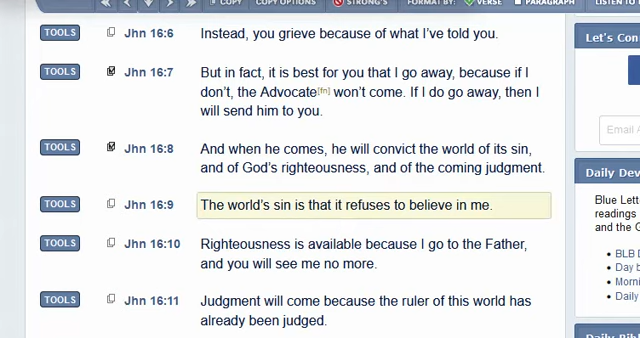 COPY COPY OPTIONS STRONG'S FORMAT BY: VERSE PARAGRAPH LISTEN TO
TOOLS Jhn 16:6 Instead, you grieve because of what I've told you.
TOOLS Jhn 16:7 But in fact, it is best for you that I go away, because if I
don't, the Advocate[fn] won't come. If I do go away, then I
will send him to you.
TOOLS Jhn 16:8 And when he comes, he will convict the world of its sin,
and of God's righteousness, and of the coming judgment.
TOOLS Jhn 16:9 The world's sin is that it refuses to believe in me.
TOOLS Jhn 16:10 Righteousness is available because I go to the Father,
and you will see me no more.
TOOLS Jhn 16:11 Judgment will come because the ruler of this world has
already been judged.
Let's Con
Email A
Daily Dev
Blue Lett
readings
and the G
BLB D
Day b
Morni
Daily
Daily Bib